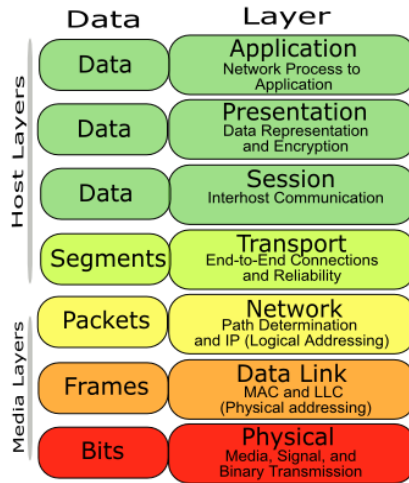 Data Layer
Host Layers
Data Application
Network Process to
Application
Data Presentation
Data Representation
and Encryption
Data Session
Interhost Communication
Segments Transport
End-to-End Connections
and Reliability
Media Layers
Packets Network
Path Determination
and IP (Logical Addressing)
Frames Data Link
MAC and LLC
(Physical addressing)
Bits Physical
Media, Signal, and
Binary Transmission